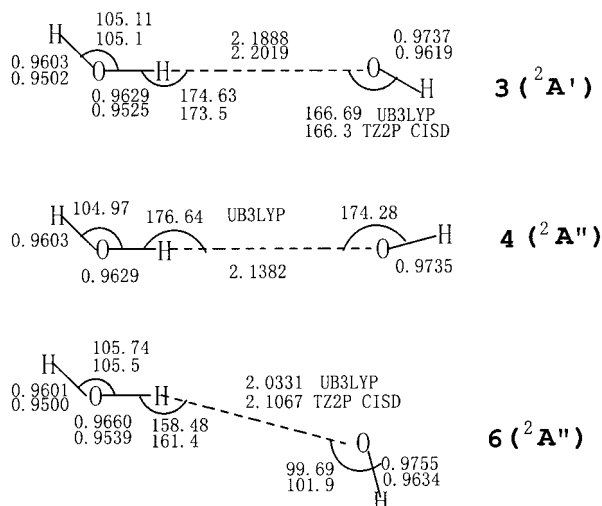 105.11
105.1
H
0.9603
0.9502
O
H
0.9629
0.9525
174.63
173.5
2.1888
2.2019
O
H
0.9737
0.9619
166.69 UB3LYP
166.3 TZ2P CISD
3 (²A')
104.97
H
0.9603
O
H
0.9629
176.64
UB3LYP
2.1382
174.28
O
H
0.9735
4 (²A")
105.74
105.5
H
0.9601
0.9500
O
H
0.9660
0.9539
158.48
161.4
2.0331 UB3LYP
2.1067 TZ2P CISD
O
H
99.69
101.9
0.9755
0.9634
6 (²A")